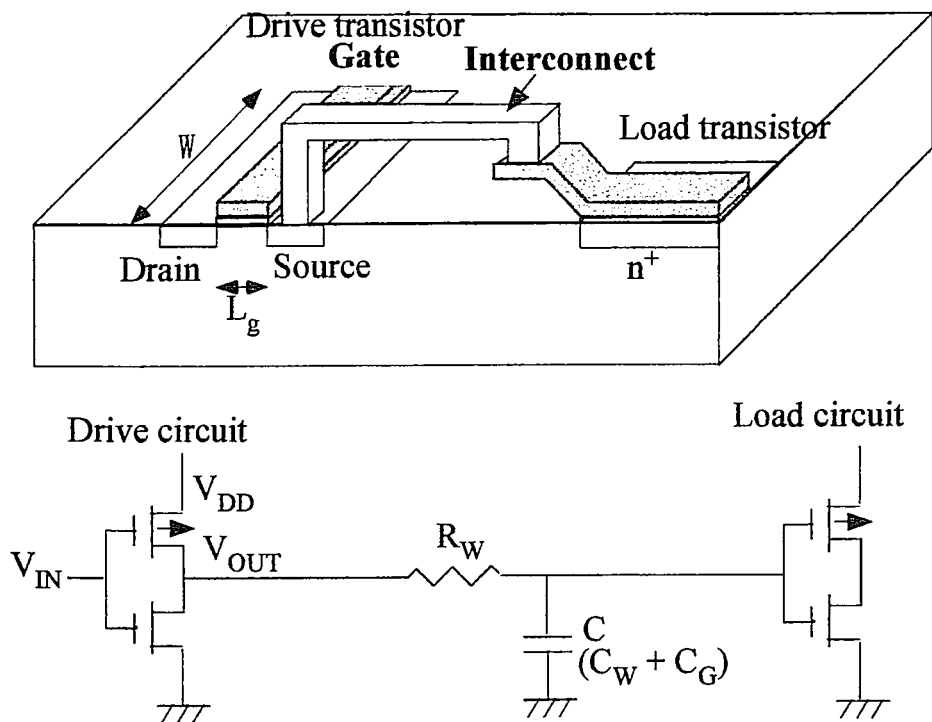 Drive transistor
Gate
Interconnect
W
Load transistor
Drain
Source
n+
Lg
Drive circuit
Load circuit
VDD
VOUT
RW
VIN
C
(CW + CG)